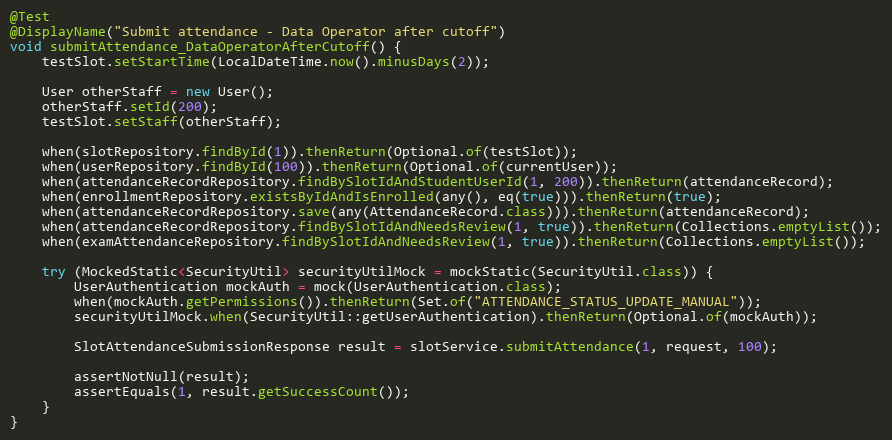 @Test
@DisplayName("Submit attendance - Data Operator after cutoff")
void submitAttendance_DataOperatorAfterCutoff() {
    testSlot.setStartTime(LocalDateTime.now().minusDays(2));

    User otherStaff = new User();
    otherStaff.setId(200);
    testSlot.setStaff(otherStaff);

    when(slotRepository.findById(1)).thenReturn(Optional.of(testSlot));
    when(userRepository.findById(100)).thenReturn(Optional.of(currentUser));
    when(attendanceRecordRepository.findBySlotIdAndStudentUserId(1, 200)).thenReturn(attendanceRecord);
    when(enrollmentRepository.existsByIdAndIsEnrolled(any(), eq(true))).thenReturn(true);
    when(attendanceRecordRepository.save(any(AttendanceRecord.class))).thenReturn(attendanceRecord);
    when(attendanceRecordRepository.findBySlotIdAndNeedsReview(1, true)).thenReturn(Collections.emptyList());
    when(examAttendanceRepository.findBySlotIdAndNeedsReview(1, true)).thenReturn(Collections.emptyList());

    try (MockedStatic<SecurityUtil> securityUtilMock = mockStatic(SecurityUtil.class)) {
        UserAuthentication mockAuth = mock(UserAuthentication.class);
        when(mockAuth.getPermissions()).thenReturn(Set.of("ATTENDANCE_STATUS_UPDATE_MANUAL"));
        securityUtilMock.when(SecurityUtil::getUserAuthentication).thenReturn(Optional.of(mockAuth));

        SlotAttendanceSubmissionResponse result = slotService.submitAttendance(1, request, 100);

        assertNotNull(result);
        assertEquals(1, result.getSuccessCount());
    }
}